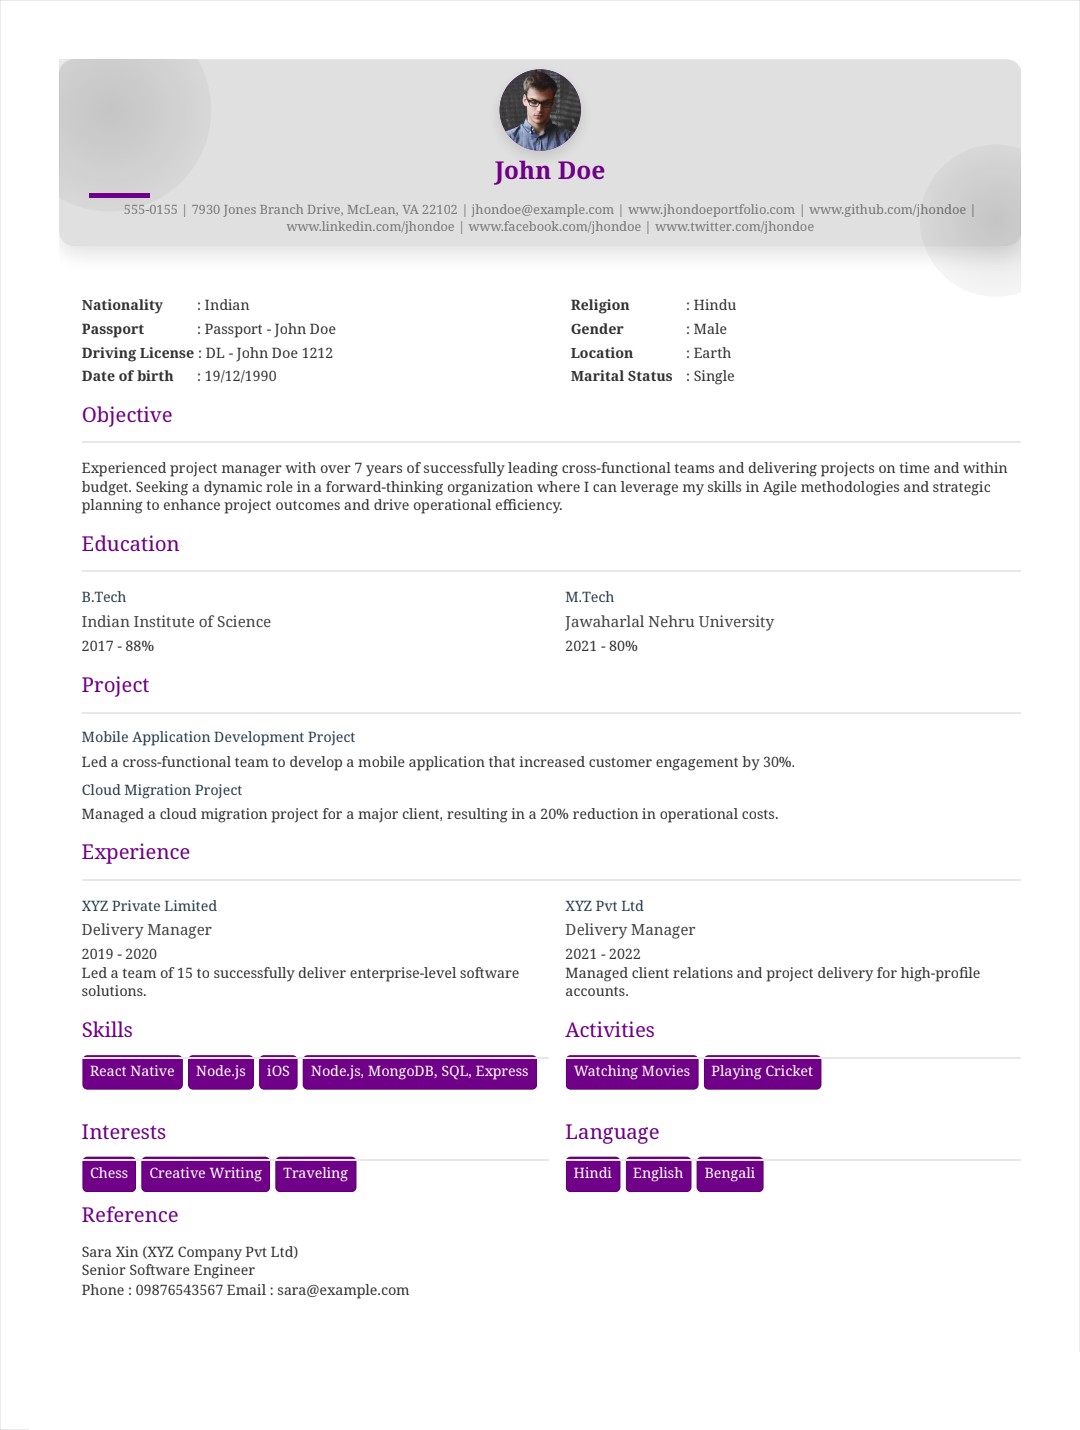 John Doe
555-0155 | 7930 Jones Branch Drive, McLean, VA 22102 | jhondoe@example.com | www.jhondoeportfolio.com | www.github.com/jhondoe |
www.linkedin.com/jhondoe | www.facebook.com/jhondoe | www.twitter.com/jhondoe
Nationality : Indian
Passport : Passport - John Doe
Driving License : DL - John Doe 1212
Date of birth : 19/12/1990
Religion : Hindu
Gender : Male
Location : Earth
Marital Status : Single
Objective
Experienced project manager with over 7 years of successfully leading cross-functional teams and delivering projects on time and within
budget. Seeking a dynamic role in a forward-thinking organization where I can leverage my skills in Agile methodologies and strategic
planning to enhance project outcomes and drive operational efficiency.
Education
B.Tech
Indian Institute of Science
2017 - 88%
M.Tech
Jawaharlal Nehru University
2021 - 80%
Project
Mobile Application Development Project
Led a cross-functional team to develop a mobile application that increased customer engagement by 30%.
Cloud Migration Project
Managed a cloud migration project for a major client, resulting in a 20% reduction in operational costs.
Experience
XYZ Private Limited
Delivery Manager
2019 - 2020
Led a team of 15 to successfully deliver enterprise-level software
solutions.
XYZ Pvt Ltd
Delivery Manager
2021 - 2022
Managed client relations and project delivery for high-profile
accounts.
Skills
React Native Node.js iOS Node.js, MongoDB, SQL, Express
Activities
Watching Movies Playing Cricket
Interests
Chess Creative Writing Traveling
Language
Hindi English Bengali
Reference
Sara Xin (XYZ Company Pvt Ltd)
Senior Software Engineer
Phone : 09876543567 Email : sara@example.com